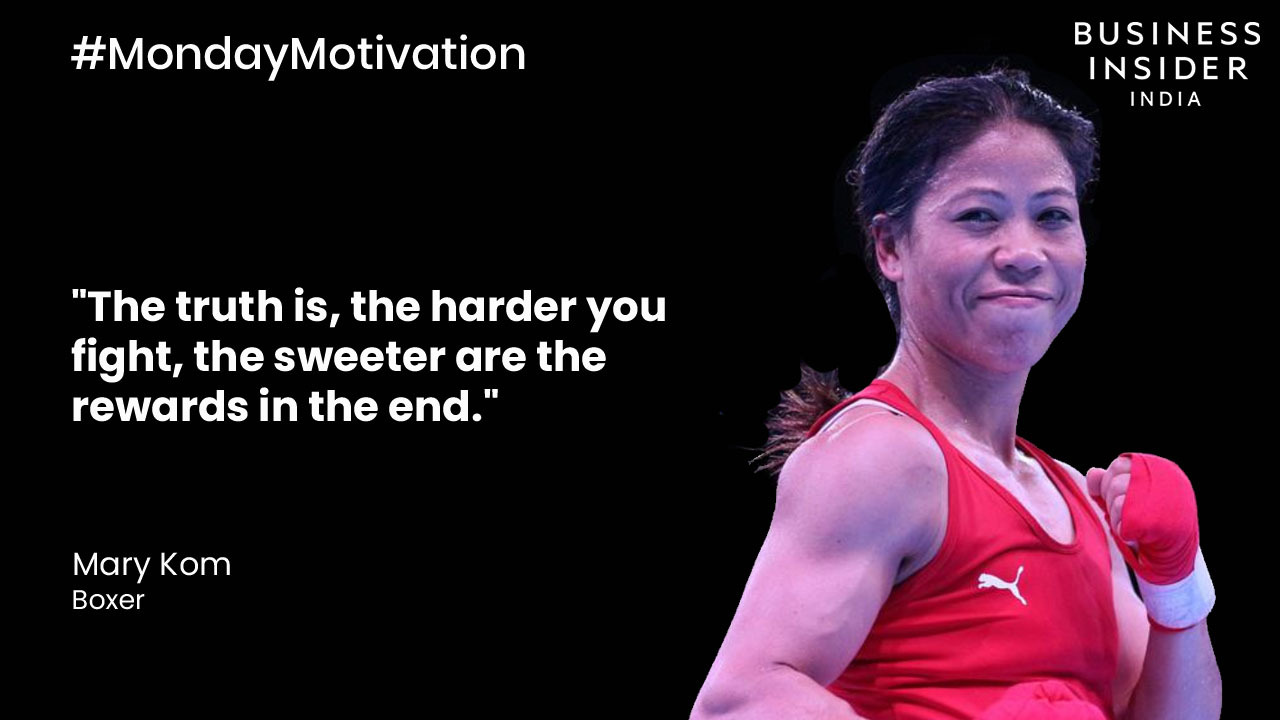 #MondayMotivation
BUSINESS
INSIDER
INDIA
"The truth is, the harder you
fight, the sweeter are the
rewards in the end."
Mary Kom
Boxer